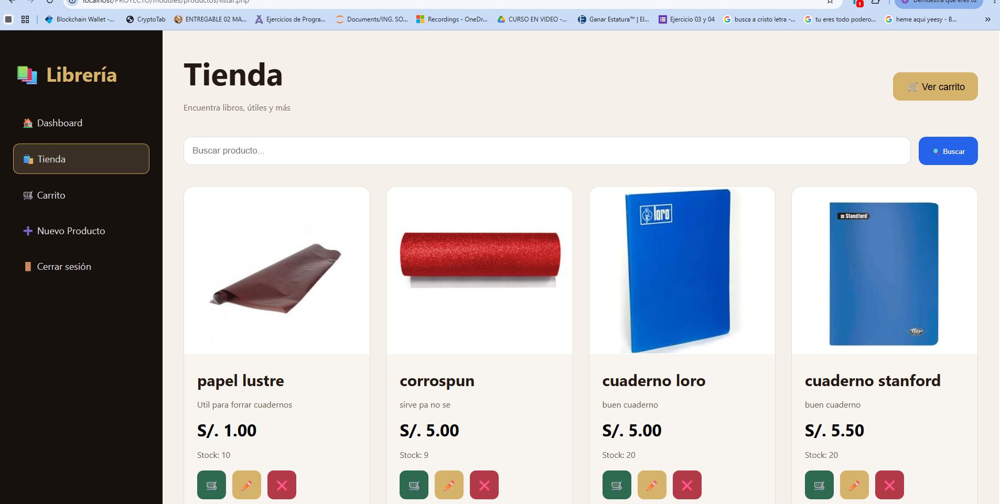 localhost/PROYECTO/modules/productos/listar.php
Demuestra que eres tú
1
Blockchain Wallet -...
CryptoTab
ENTREGABLE 02 MA...
Ejercicios de Progra...
Documents/ING. SO...
Recordings - OneDr...
CURSO EN VIDEO -...
Ganar Estatura™ | El...
Ejercicio 03 y 04
busca a cristo letra -...
tu eres todo podero...
heme aqui yeesy - B...
»
Librería
Dashboard
Tienda
Carrito
Nuevo Producto
Cerrar sesión
Tienda
Encuentra libros, útiles y más
Ver carrito
Buscar producto...
Buscar
loro
Standford
Teen
papel lustre
Util para forrar cuadernos
S/. 1.00
Stock: 10
corrospun
sirve pa no se
S/. 5.00
Stock: 9
cuaderno loro
buen cuaderno
S/. 5.00
Stock: 20
cuaderno stanford
buen cuaderno
S/. 5.50
Stock: 20